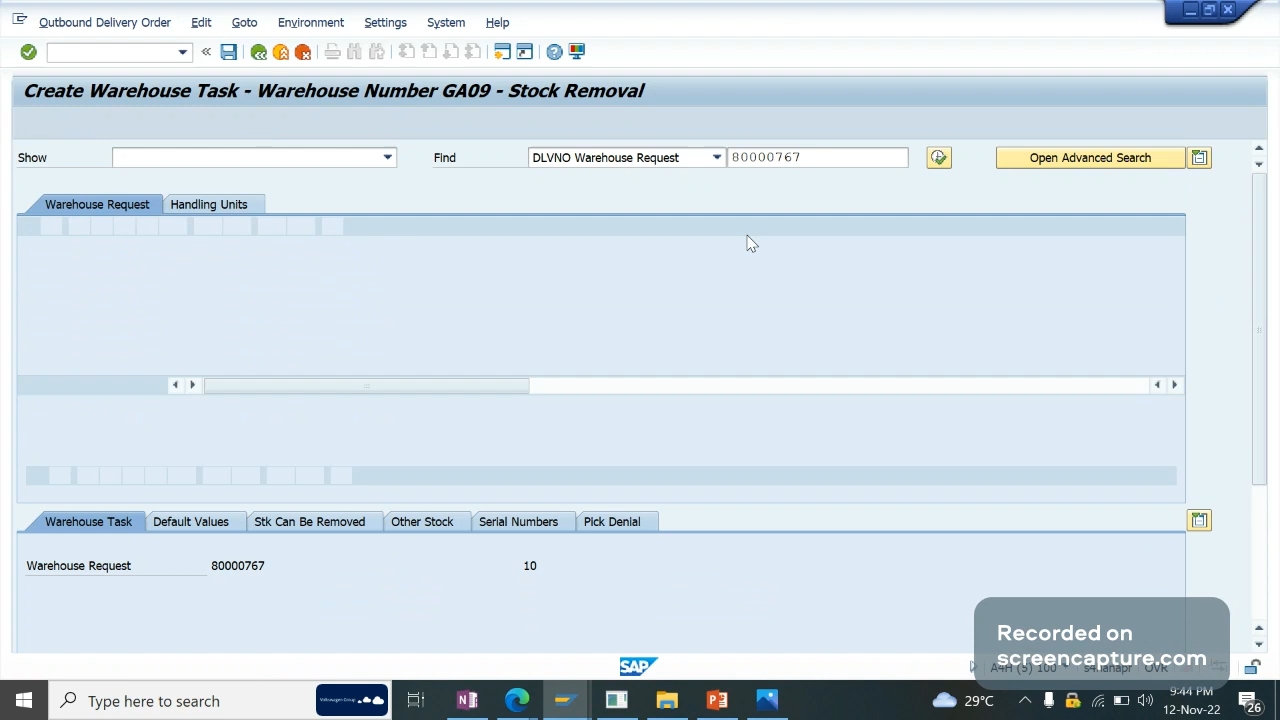 Outbound Delivery Order Edit Goto Environment Settings System Help
Create Warehouse Task - Warehouse Number GA09 - Stock Removal
Show Find DLVNO Warehouse Request 80000767 Open Advanced Search
Warehouse Request Handling Units
Warehouse Task Default Values Stk Can Be Removed Other Stock Serial Numbers Pick Denial
Warehouse Request 80000767 10
Recorded on
screencapture.com
SAP
OVR
Type here to search
29°C
9:44 PM
12-Nov-22
26